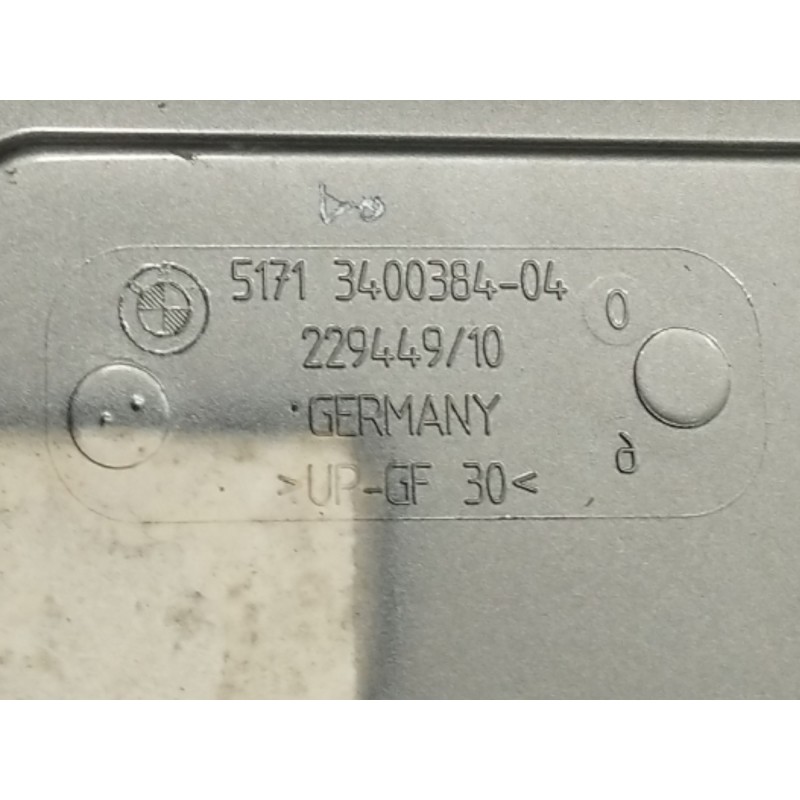 5171 3400384-04
O
229449/10
GERMANY
>UP-GF 30<